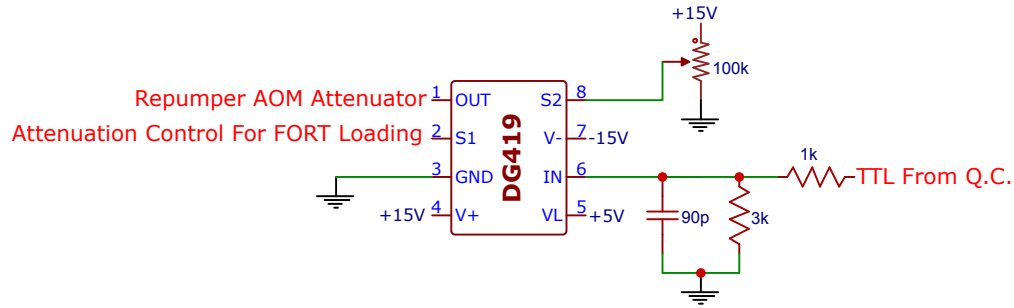 +15V
100k
Repumper AOM Attenuator 1 OUT S2 8
Attenuation Control For FORT Loading 2 S1 V- 7 -15V
DG419
3 GND IN 6
1k
TTL From Q.C.
+15V 4 V+ VL 5 +5V
90p
3k